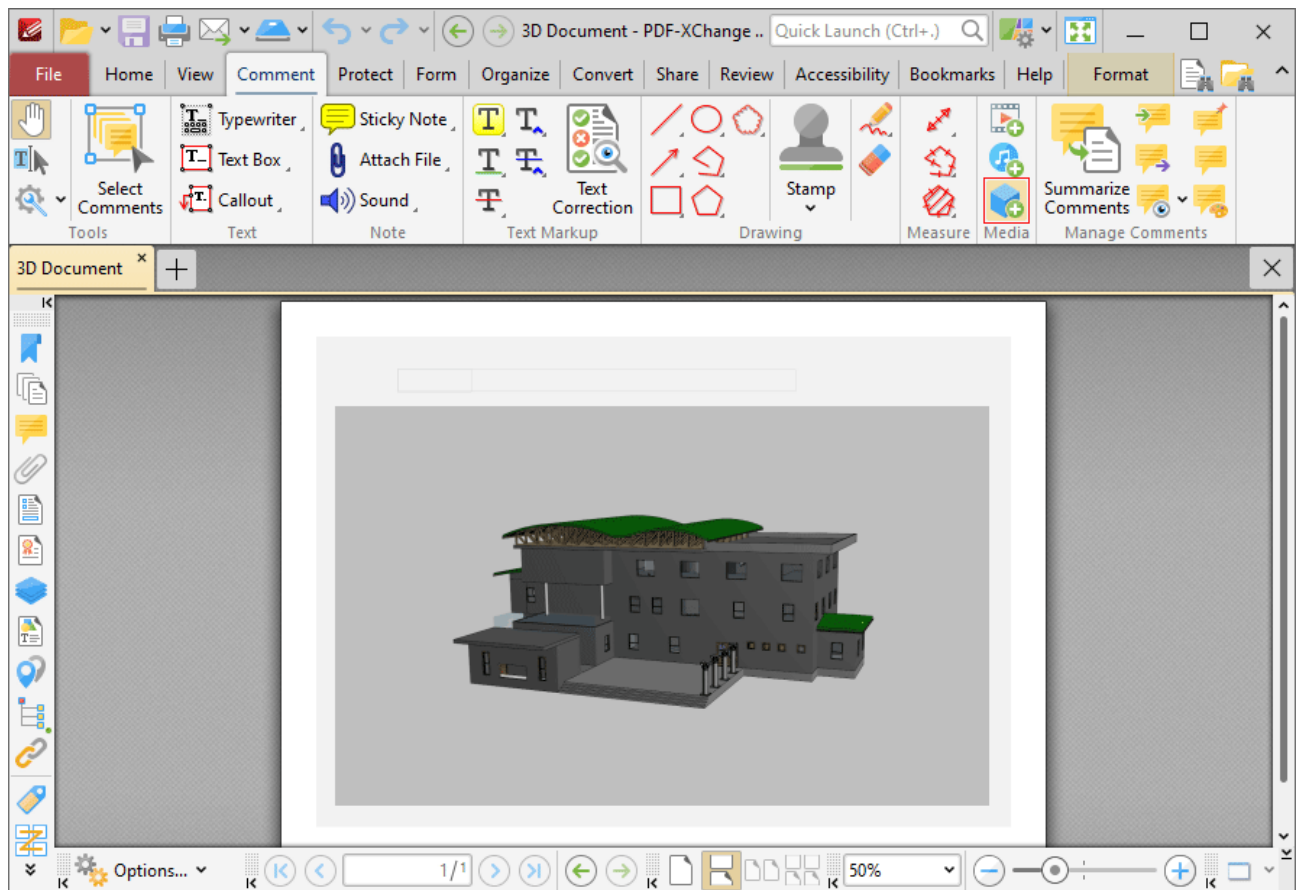 3D Document - PDF-XChange ..
Quick Launch (Ctrl+.)
File Home View Comment Protect Form Organize Convert Share Review Accessibility Bookmarks Help Format
Typewriter
Text Box
Callout
Select
Comments
Sticky Note
Attach File
Sound
Text
Correction
Stamp
Summarize
Comments
Tools Text Note Text Markup Drawing Measure Media Manage Comments
3D Document
Options...
1/1
50%